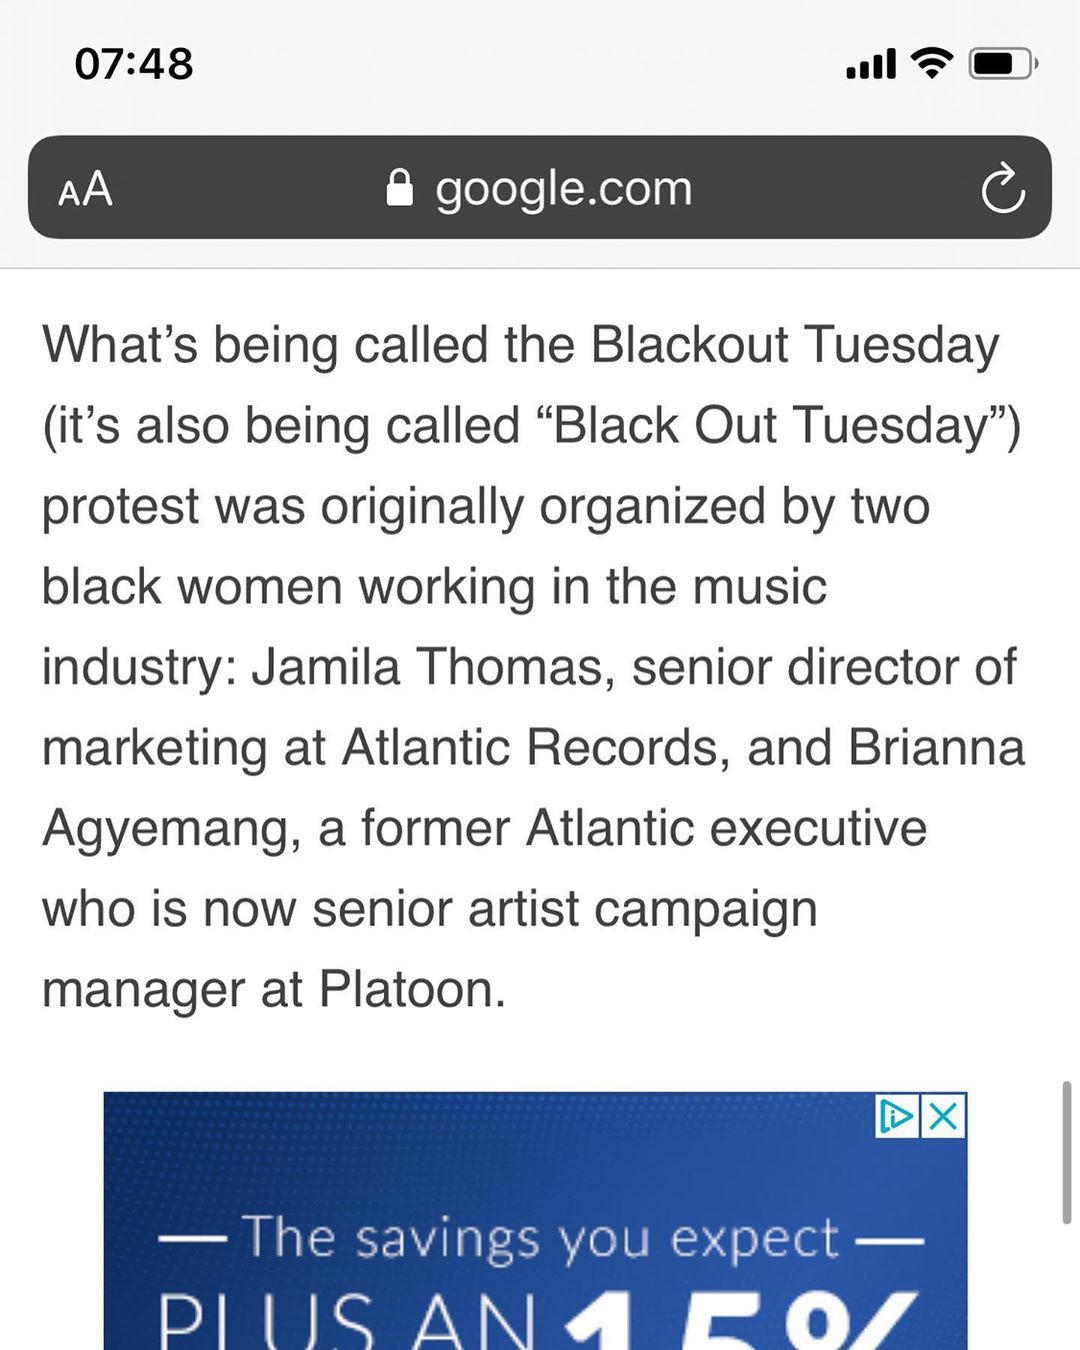 07:48
AA google.com
What’s being called the Blackout Tuesday
(it’s also being called “Black Out Tuesday”)
protest was originally organized by two
black women working in the music
industry: Jamila Thomas, senior director of
marketing at Atlantic Records, and Brianna
Agyemang, a former Atlantic executive
who is now senior artist campaign
manager at Platoon.
The savings you expect
PLUS AN 15%